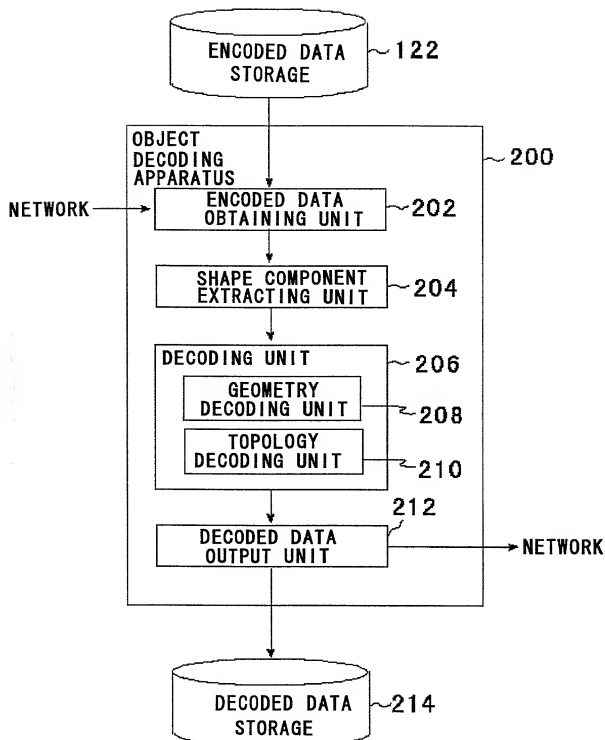 ENCODED DATA
STORAGE
122
OBJECT
DECODING
APPARATUS
200
NETWORK
ENCODED DATA
OBTAINING UNIT
202
SHAPE COMPONENT
EXTRACTING UNIT
204
DECODING UNIT
206
GEOMETRY
DECODING UNIT
208
TOPOLOGY
DECODING UNIT
210
212
DECODED DATA
OUTPUT UNIT
NETWORK
DECODED DATA
STORAGE
214